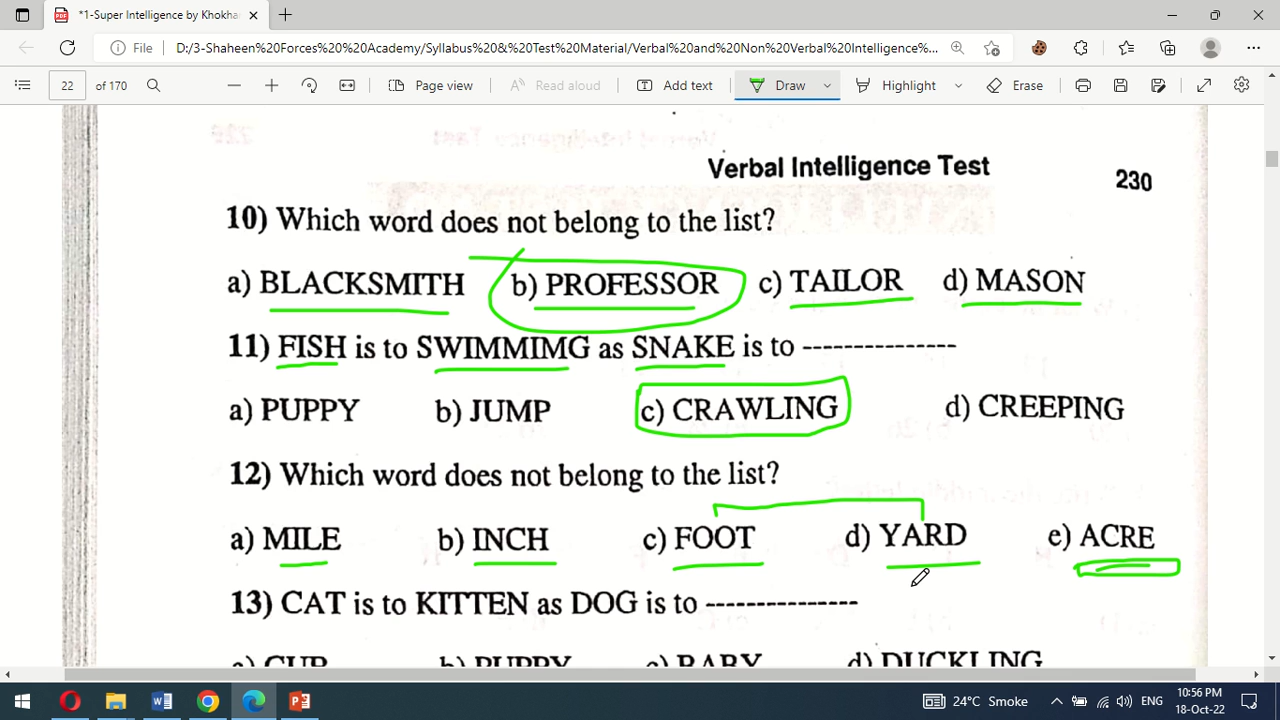 *1-Super Intelligence by Khokha
File D:/3-Shaheen%20Forces%20Academy/Syllabus%20&%20Test%20Material/Verbal%20and%20Non%20Verbal%20Intelligence%...
22 of 170 Page view Read aloud Add text Draw Highlight Erase
Verbal Intelligence Test 230
10) Which word does not belong to the list?
a) BLACKSMITH b) PROFESSOR c) TAILOR d) MASON
11) FISH is to SWIMMIMG as SNAKE is to ---------------
a) PUPPY b) JUMP c) CRAWLING d) CREEPING
12) Which word does not belong to the list?
a) MILE b) INCH c) FOOT d) YARD e) ACRE
13) CAT is to KITTEN as DOG is to ---------------
a) CUB b) PUPPY c) BABY d) DUCKLING
24°C Smoke ENG 10:56 PM
18-Oct-22